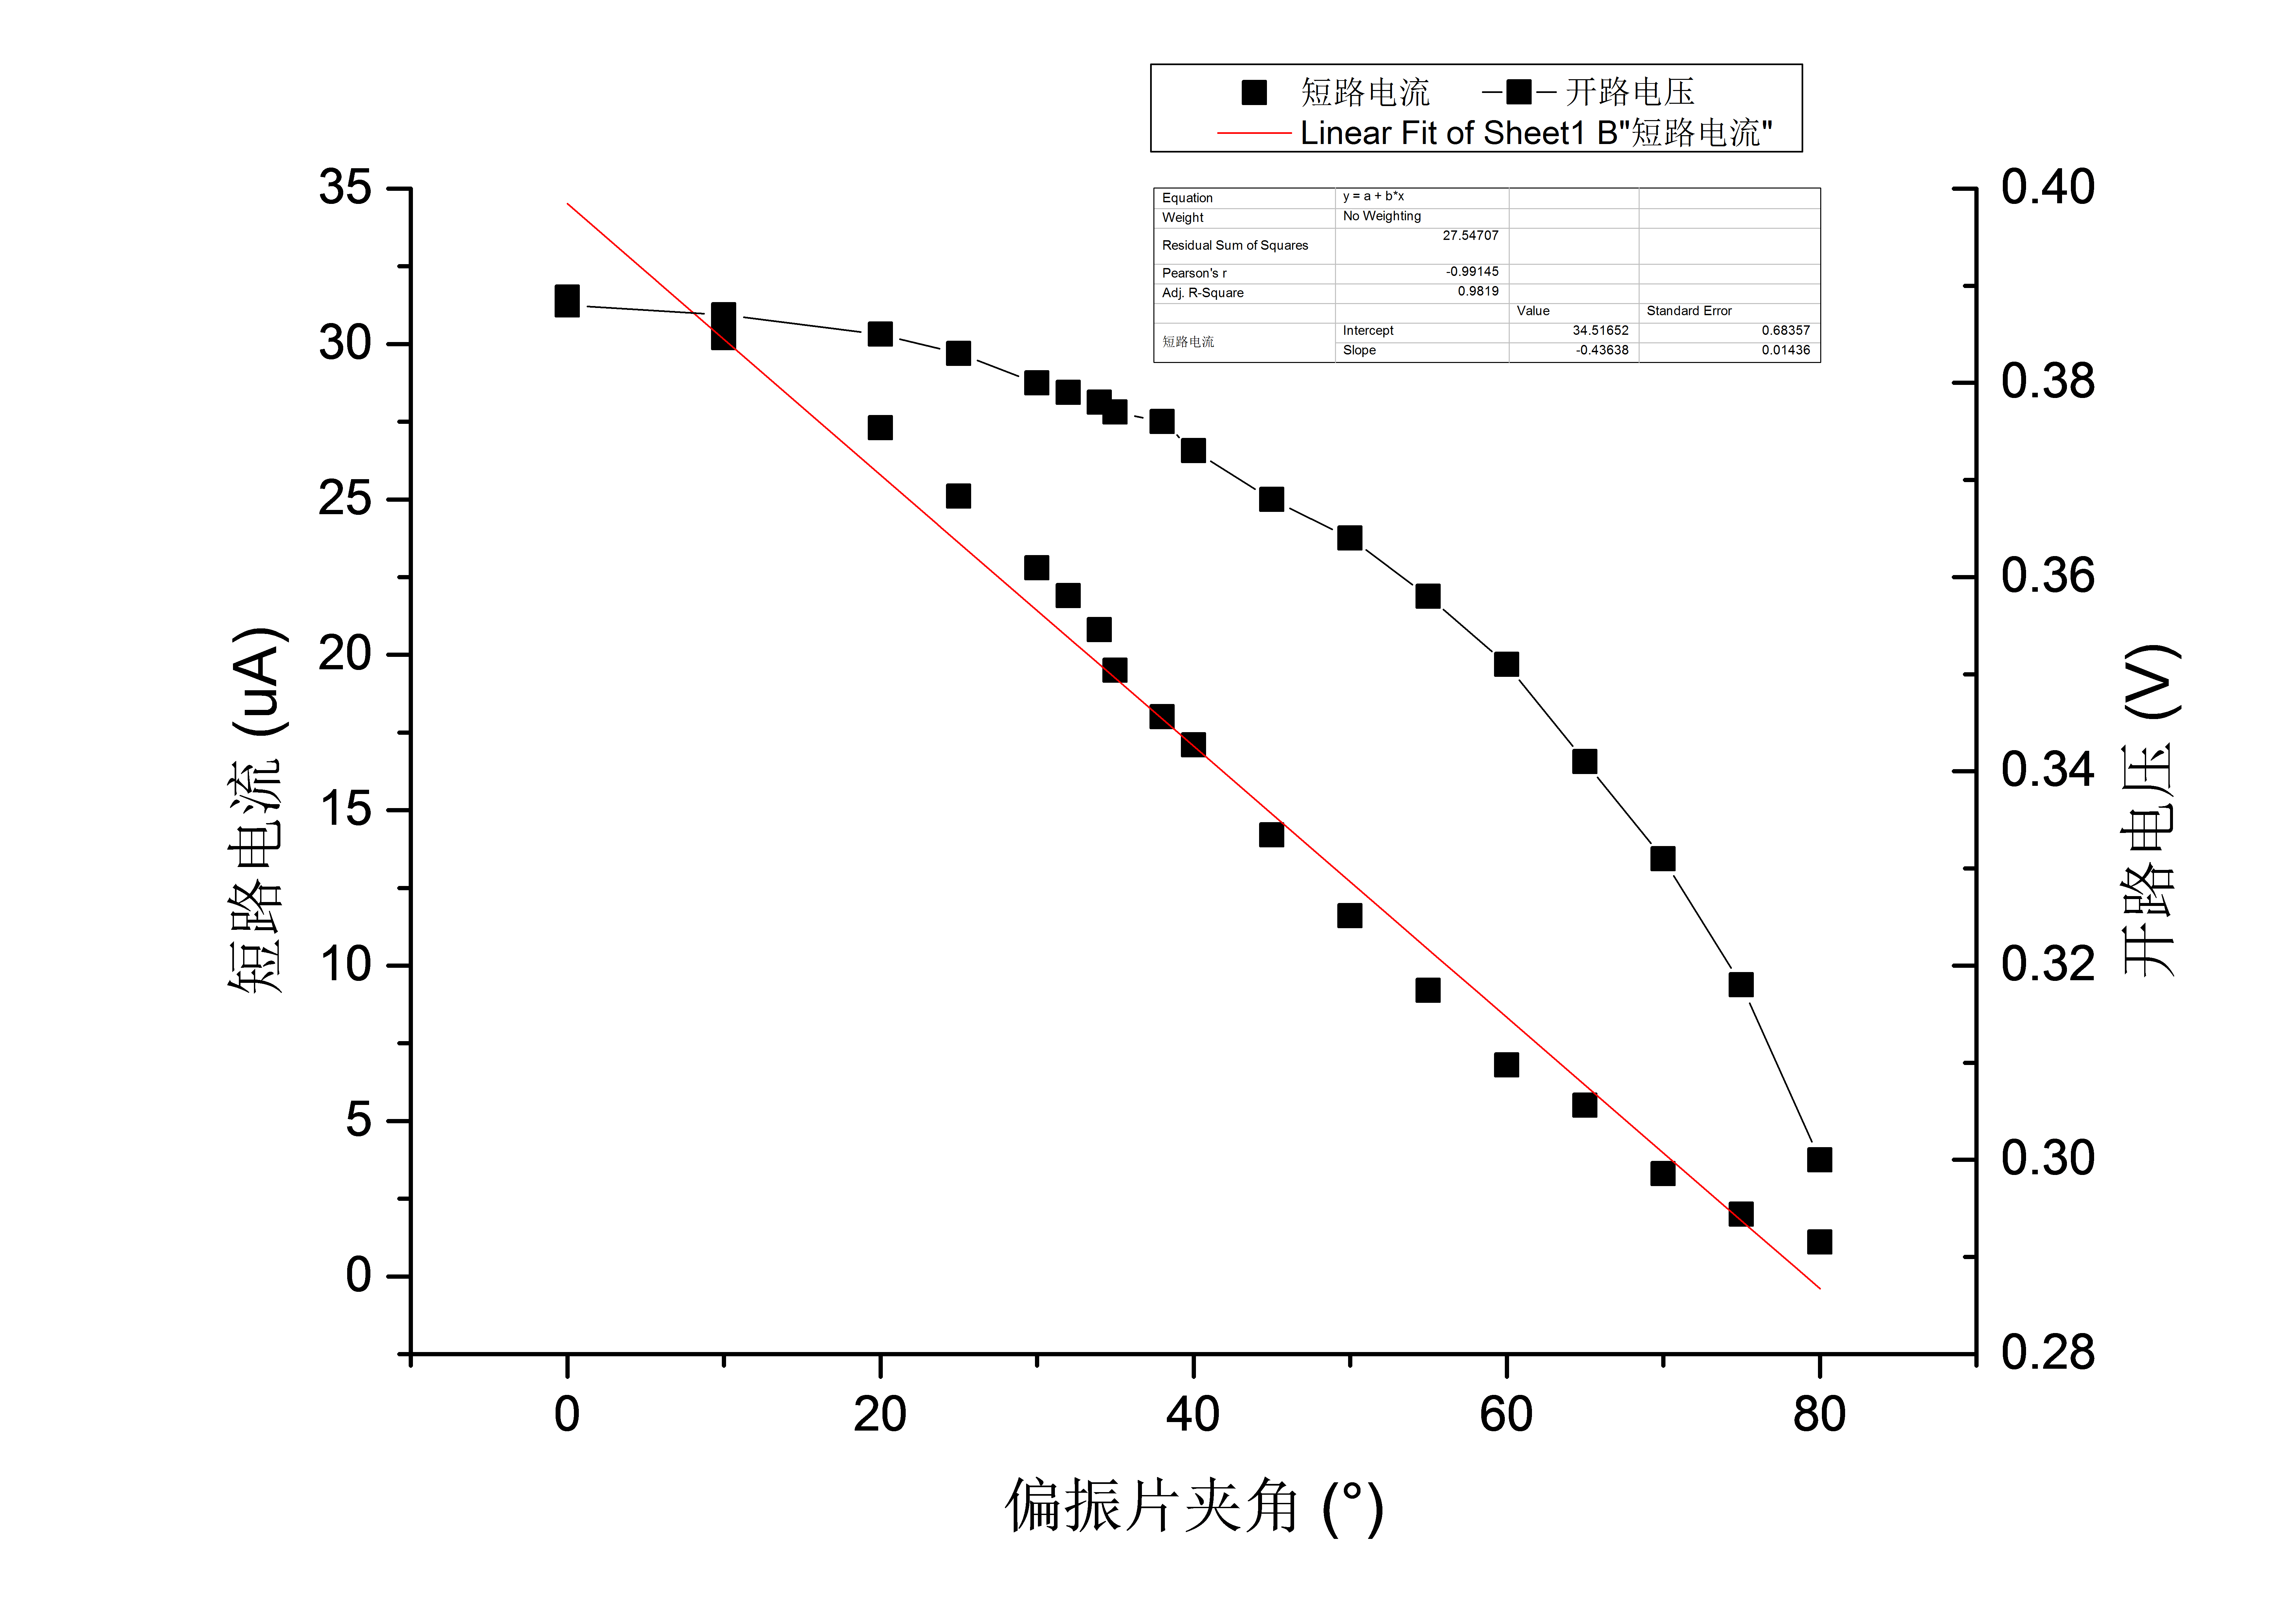 短路电流 开路电压
Linear Fit of Sheet1 B"短路电流"
Equation y = a + b*x
Weight No Weighting
Residual Sum of Squares 27.54707
Pearson's r -0.99145
Adj. R-Square 0.9819
Value Standard Error
短路电流 Intercept 34.51652 0.68357
Slope -0.43638 0.01436
35
30
25
20
15
10
5
0
短路电流 (uA)
0.40
0.38
0.36
0.34
0.32
0.30
0.28
开路电压 (V)
0 20 40 60 80
偏振片夹角 (°)